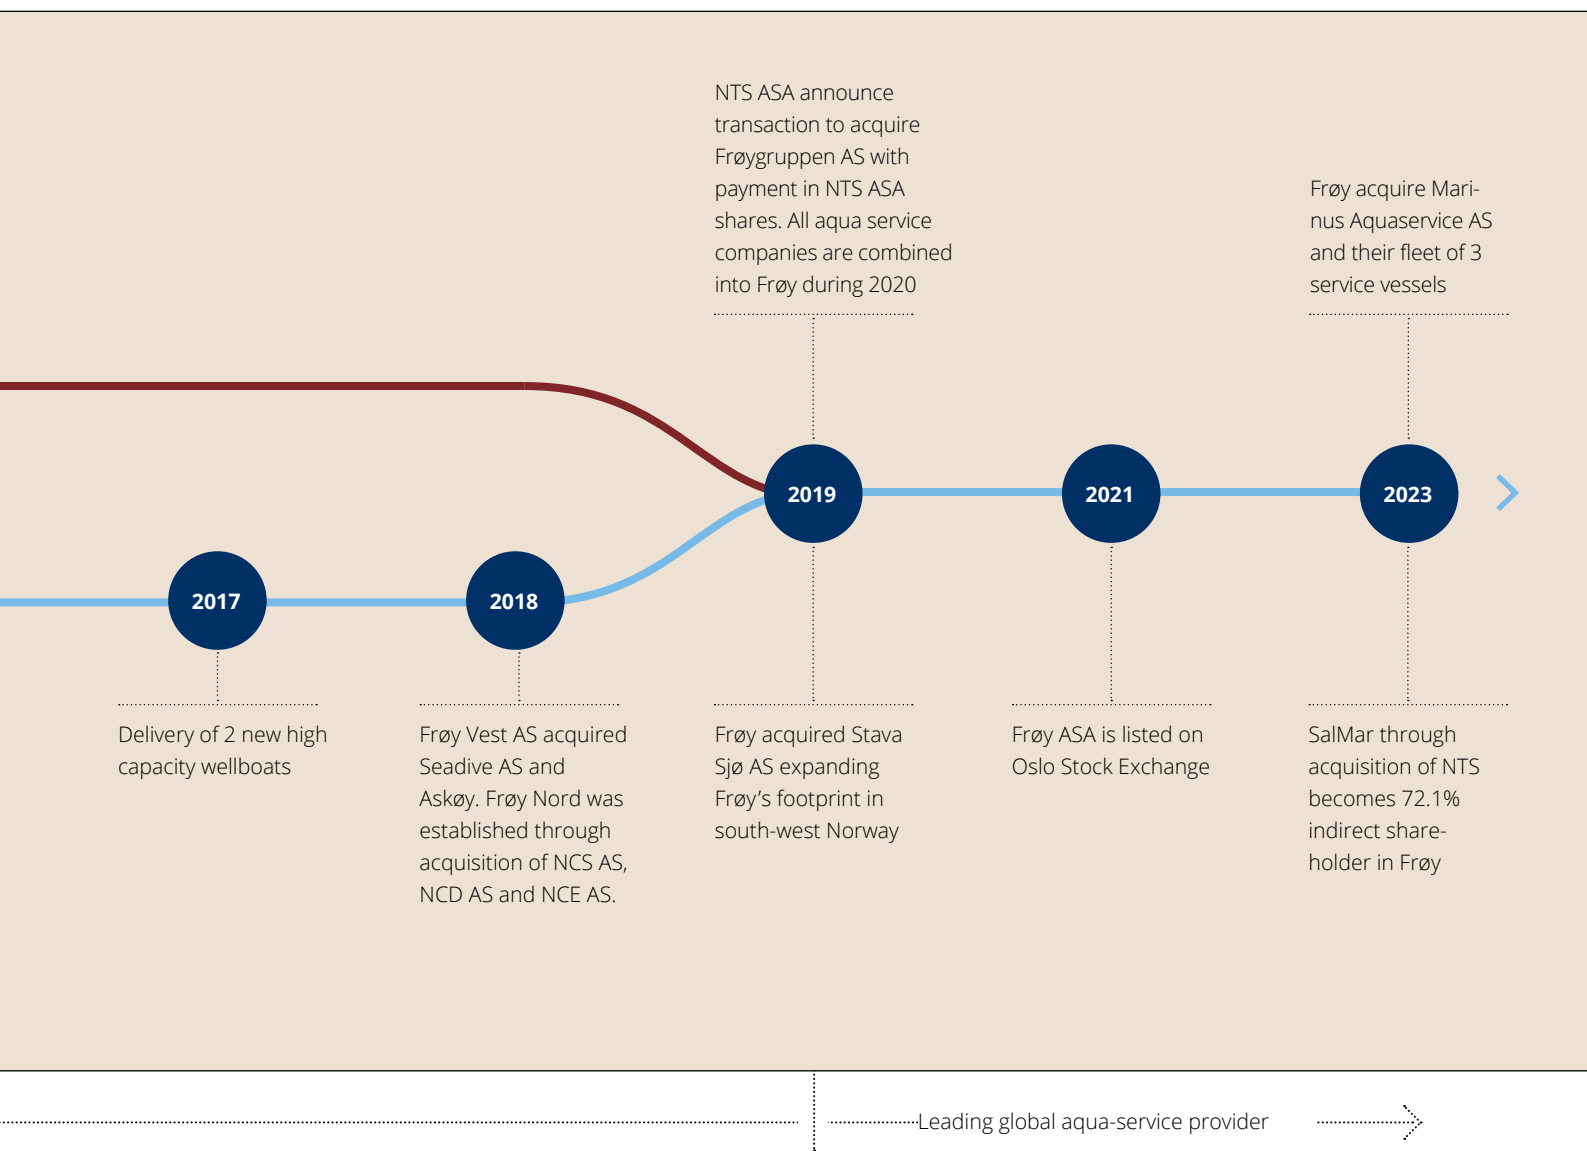 NTS ASA announce
transaction to acquire
Frøygruppen AS with
payment in NTS ASA
shares. All aqua service
companies are combined
into Frøy during 2020
Frøy acquire Mari-
nus Aquaservice AS
and their fleet of 3
service vessels
2019
2021
2023
2017
2018
Delivery of 2 new high
capacity wellboats
Frøy Vest AS acquired
Seadive AS and
Askøy. Frøy Nord was
established through
acquisition of NCS AS,
NCD AS and NCE AS.
Frøy acquired Stava
Sjø AS expanding
Frøy’s footprint in
south-west Norway
Frøy ASA is listed on
Oslo Stock Exchange
SalMar through
acquisition of NTS
becomes 72.1%
indirect share-
holder in Frøy
Leading global aqua-service provider